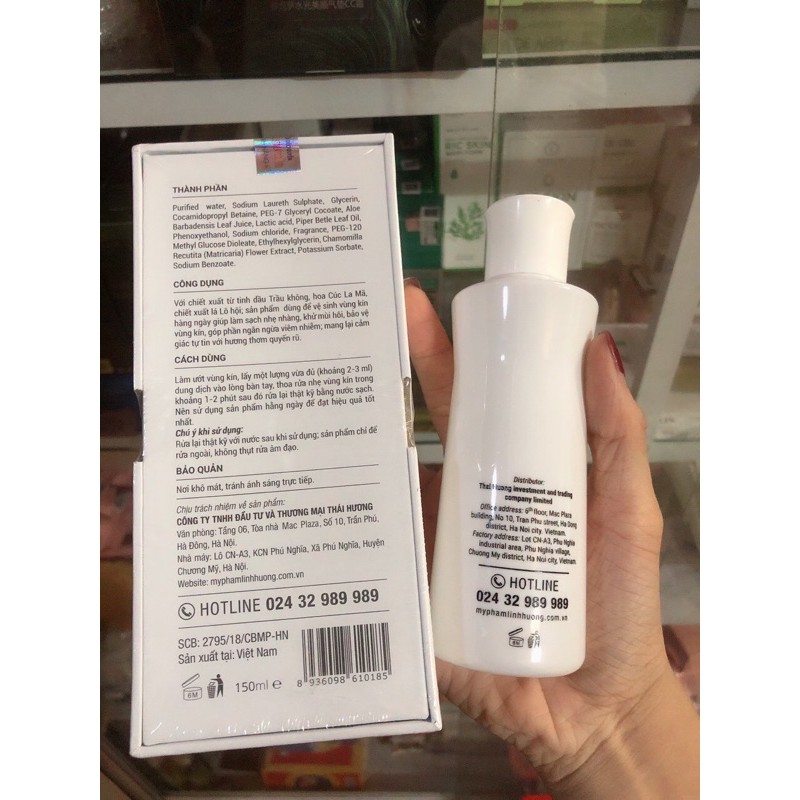 THÀNH PHẦN
Purified water, Sodium Laureth Sulphate, Glycerin,
Cocamidopropyl Betaine, PEG-7 Glyceryl Cocoate, Aloe
Barbadensis Leaf Juice, Lactic acid, Piper Betle Leaf Oil,
Phenoxyethanol, Sodium chloride, Fragrance, PEG-120
Methyl Glucose Dioleate, Ethylhexylglycerin, Chamomilla
Recutita (Matricaria) Flower Extract, Potassium Sorbate,
Sodium Benzoate.
CÔNG DỤNG
Với chiết xuất từ tinh dầu Trầu không, hoa Cúc La Mã,
chiết xuất lá Lô hội; sản phẩm dùng để vệ sinh vùng kín
hàng ngày giúp làm sạch nhẹ nhàng, khử mùi hôi, bảo vệ
vùng kín, góp phần ngăn ngừa viêm nhiễm; mang lại cảm
giác tự tin với hương thơm quyến rũ.
CÁCH DÙNG
Làm ướt vùng kín, lấy một lượng vừa đủ (khoảng 2-3 ml)
dung dịch vào lòng bàn tay, thoa rửa nhẹ vùng kín trong
khoảng 1-2 phút sau đó rửa lại thật kỹ bằng nước sạch.
Nên sử dụng sản phẩm hằng ngày để đạt hiệu quả tốt
nhất.
Chú ý khi sử dụng:
Rửa lại thật kỹ với nước sau khi sử dụng; sản phẩm chỉ để
rửa ngoài, không thụt rửa âm đạo.
BẢO QUẢN
Nơi khô mát, tránh ánh sáng trực tiếp.
Chịu trách nhiệm về sản phẩm:
CÔNG TY TNHH ĐẦU TƯ VÀ THƯƠNG MẠI THÁI HƯƠNG
Văn phòng: Tầng 06, Tòa nhà Mac Plaza, Số 10, Trần Phú,
Hà Đông, Hà Nội.
Nhà máy: Lô CN-A3, KCN Phú Nghĩa, Xã Phú Nghĩa, Huyện
Chương Mỹ, Hà Nội.
Website: myphamlinhhuong.com.vn
HOTLINE 024 32 989 989
SCB: 2795/18/CBMP-HN
Sản xuất tại: Việt Nam
6M 150ml e
8 936098 610185
Distributor:
Thai Huong investment and trading
company limited
Office address: 6th floor, Mac Plaza
building, No 10, Tran Phu street, Ha Dong
district, Ha Noi city, Vietnam.
Factory address: Lot CN-A3, Phu Nghia
industrial area, Phu Nghia village,
Chuong My district, Ha Noi city, Vietnam
HOTLINE
024 32 989 989
myphamlinhhuong.com.vn
6M
BYC SKIN